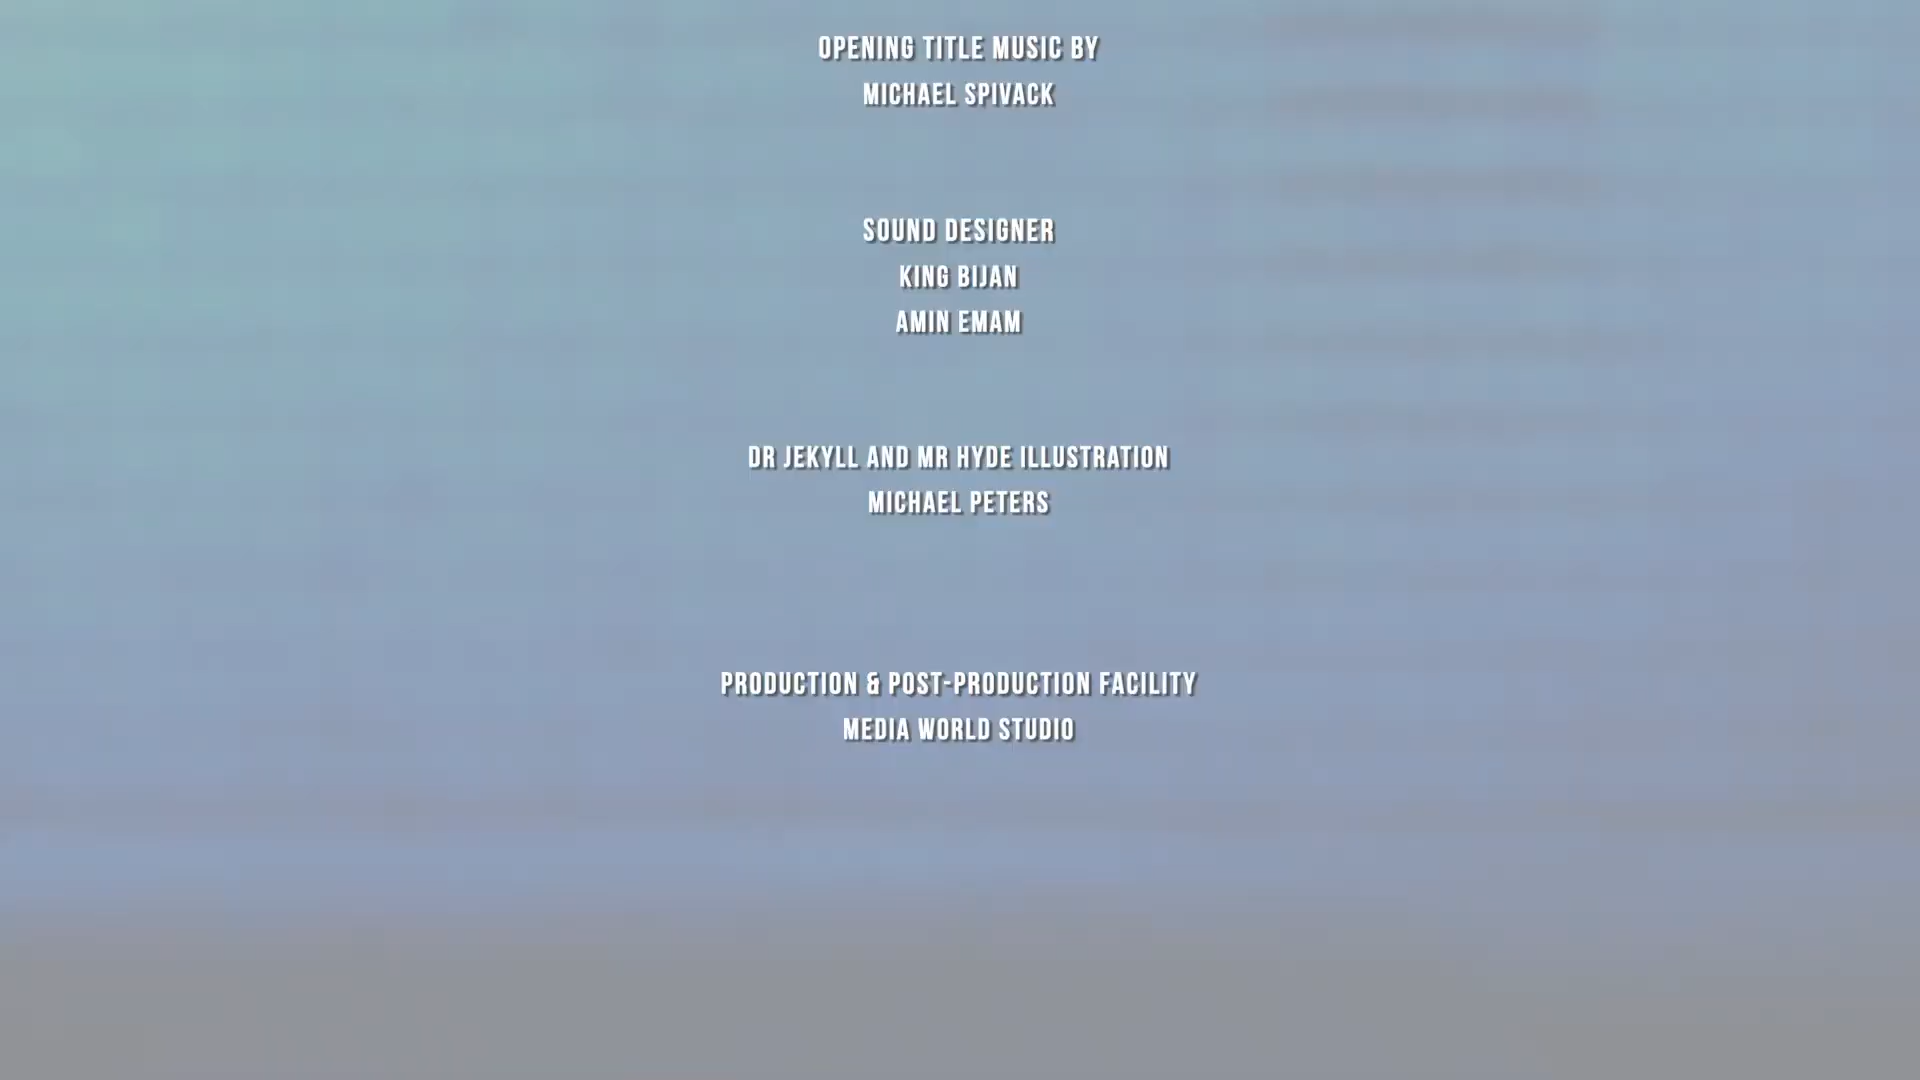 OPENING TITLE MUSIC BY
MICHAEL SPIVACK
SOUND DESIGNER
KING BIJAN
AMIN EMAM
DR JEKYLL AND MR HYDE ILLUSTRATION
MICHAEL PETERS
PRODUCTION & POST-PRODUCTION FACILITY
MEDIA WORLD STUDIO